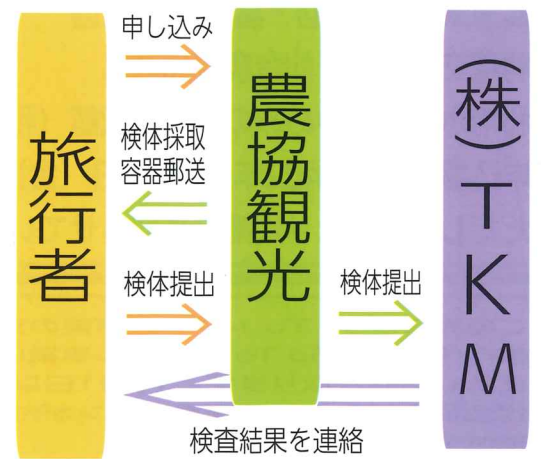 申し込み
旅行者
農協観光
(株)TKM
検体採取
容器郵送
検体提出
検体提出
検査結果を連絡